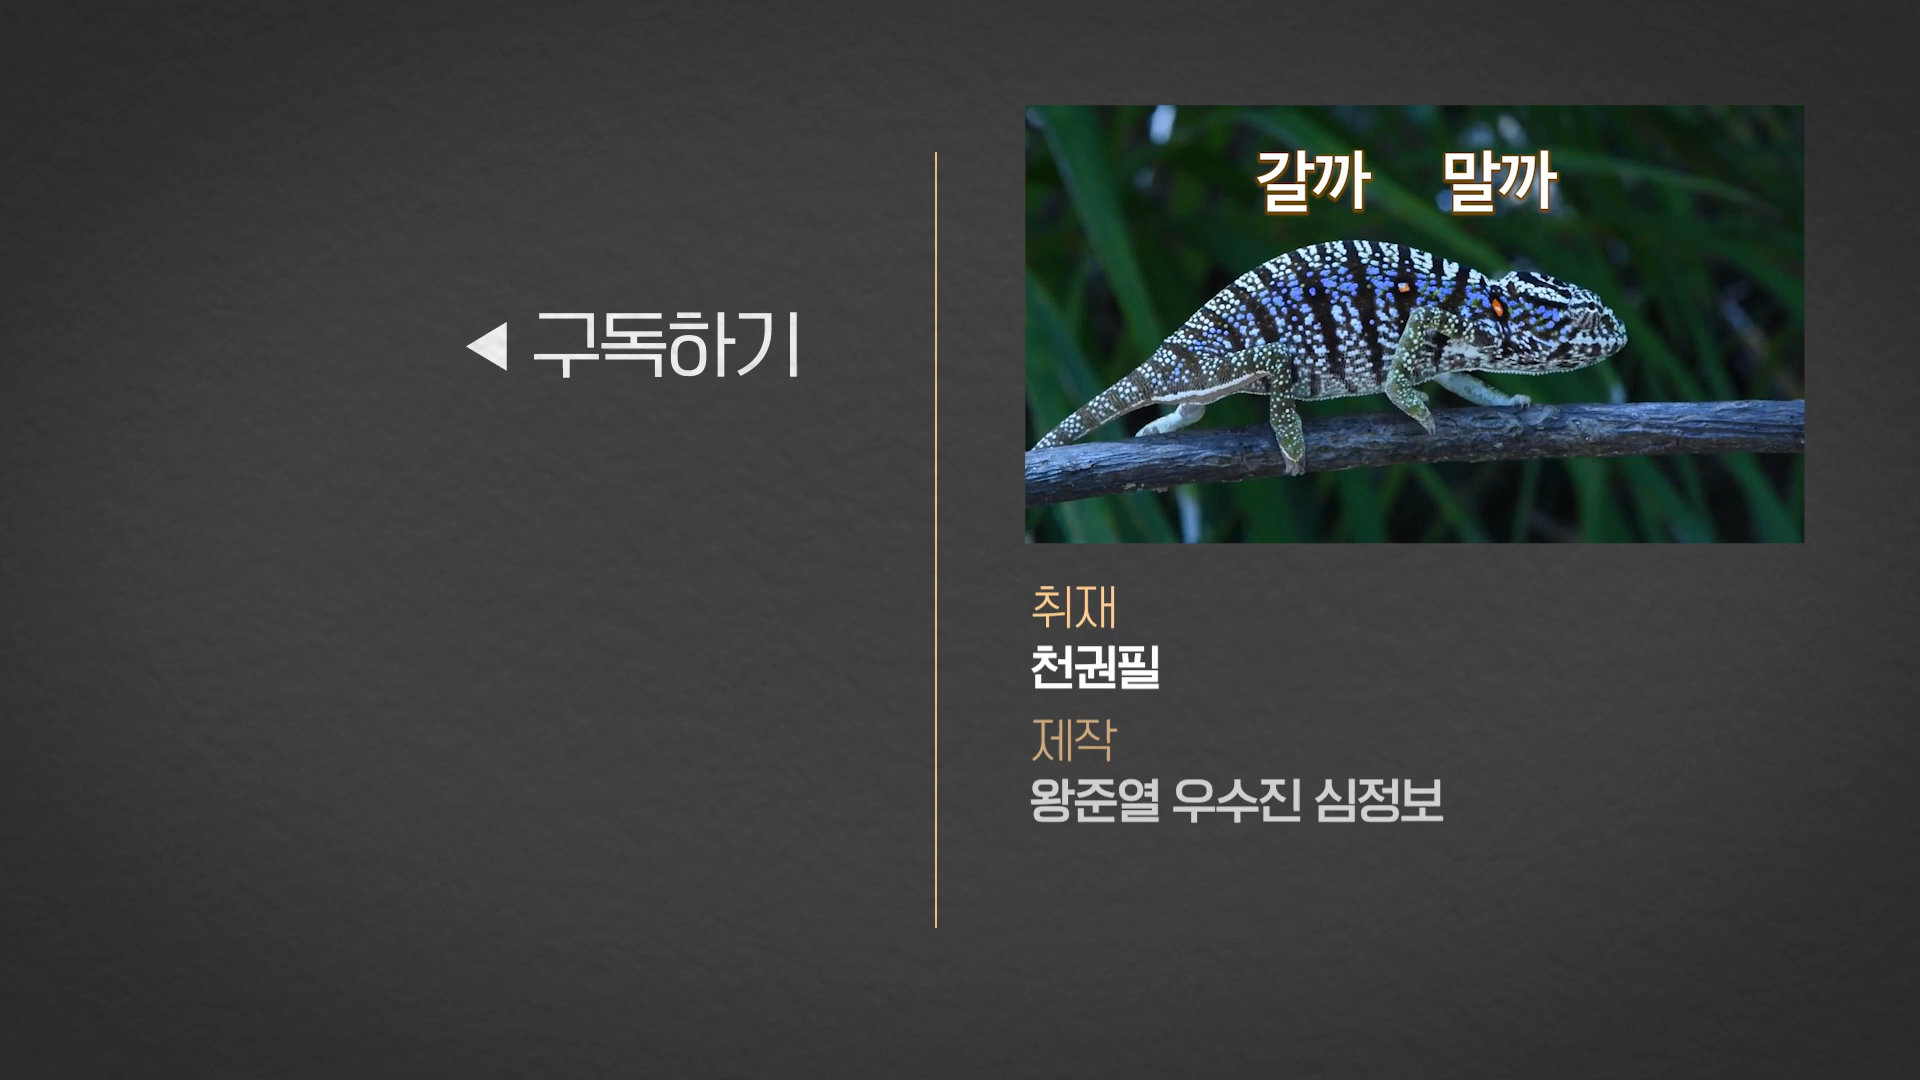 구독하기
갈까 말까
취재
천권필
제작
왕준열 우수진 심정보